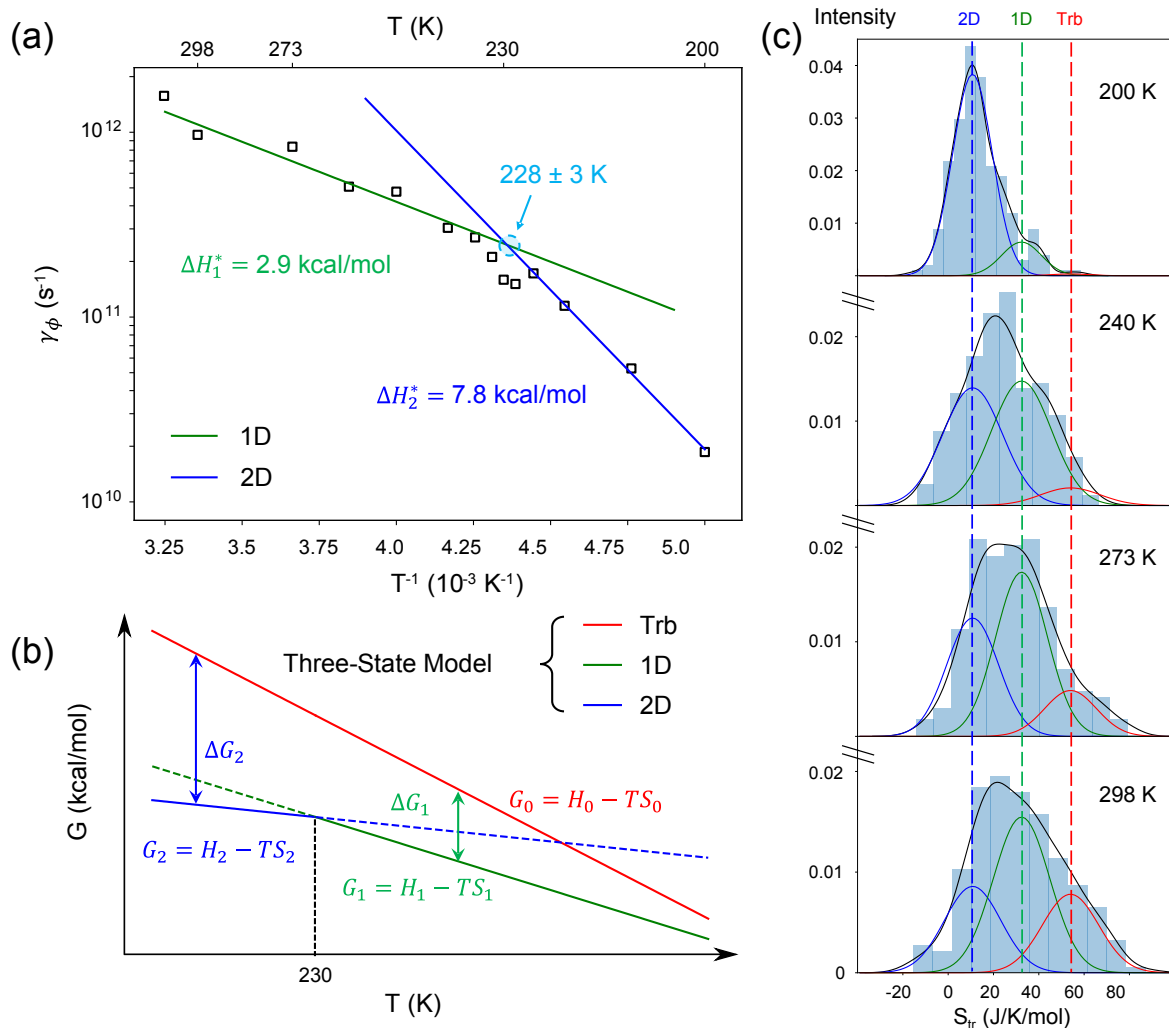 (a)
T (K)
298 273 230 200
10¹²
10¹¹
10¹⁰
γ_ϕ (s⁻¹)
228 ± 3 K
ΔH₁* = 2.9 kcal/mol
ΔH₂* = 7.8 kcal/mol
1D
2D
3.25 3.5 3.75 4.0 4.25 4.5 4.75 5.0
T⁻¹ (10⁻³ K⁻¹)
(b)
Three-State Model
Trb
1D
2D
G (kcal/mol)
ΔG₂
ΔG₁
G₀ = H₀ − TS₀
G₂ = H₂ − TS₂
G₁ = H₁ − TS₁
230
T (K)
(c)
Intensity
2D 1D Trb
200 K
0.04
0.03
0.02
0.01
240 K
0.02
0.01
273 K
0.02
0.01
298 K
0.02
0.01
0
-20 0 20 40 60 80
S_tr (J/K/mol)